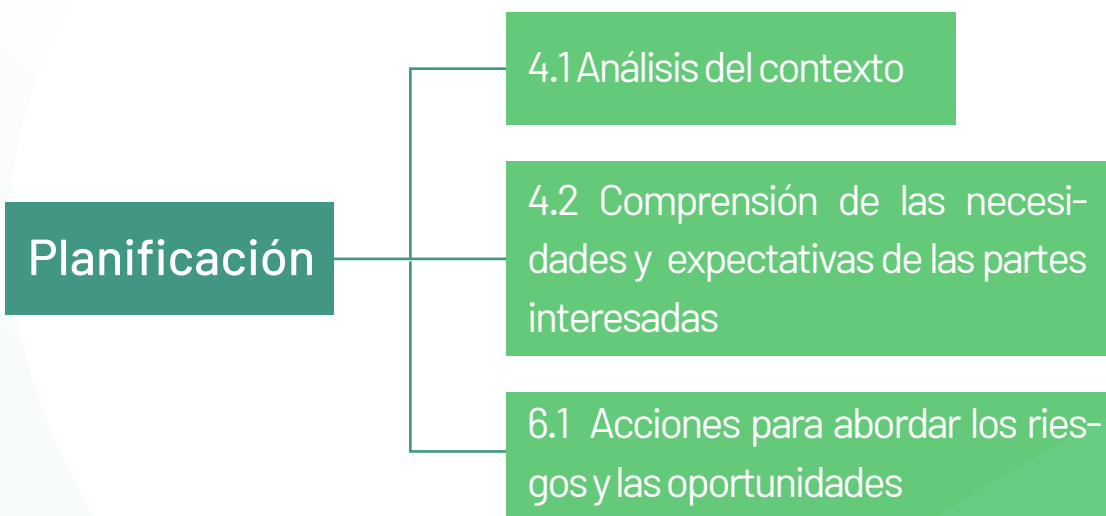 Planificación
4.1 Análisis del contexto
4.2 Comprensión de las necesi-
dades y expectativas de las partes
interesadas
6.1 Acciones para abordar los ries-
gos y las oportunidades